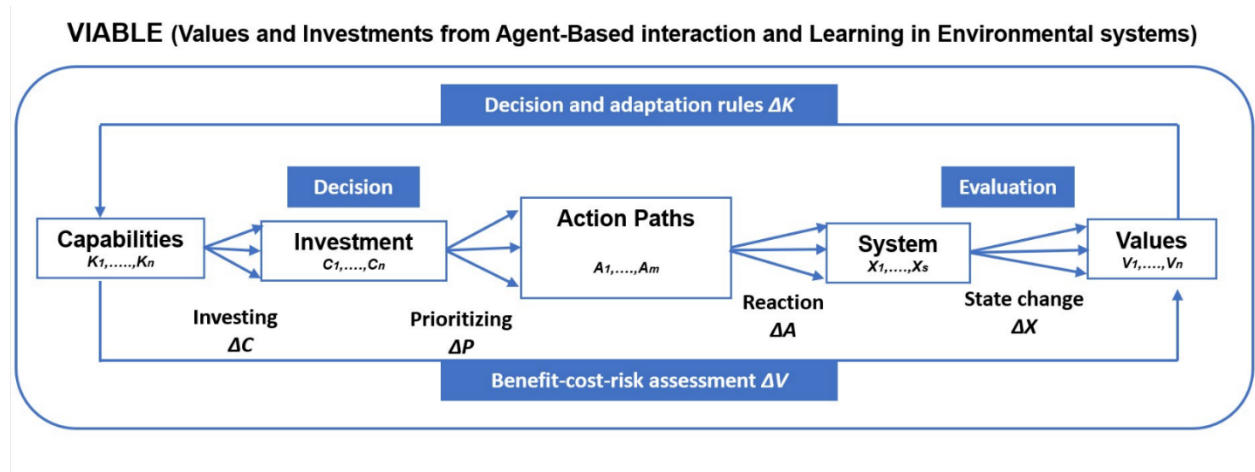 VIABLE (Values and Investments from Agent-Based interaction and Learning in Environmental systems)
Decision and adaptation rules ΔK
Decision
Evaluation
Capabilities
K1,.....,Kn
Investment
C1,....,Cn
Action Paths
A1,....,Am
System
X1,....,Xs
Values
V1,....,Vn
Investing
ΔC
Prioritizing
ΔP
Reaction
ΔA
State change
ΔX
Benefit-cost-risk assessment ΔV